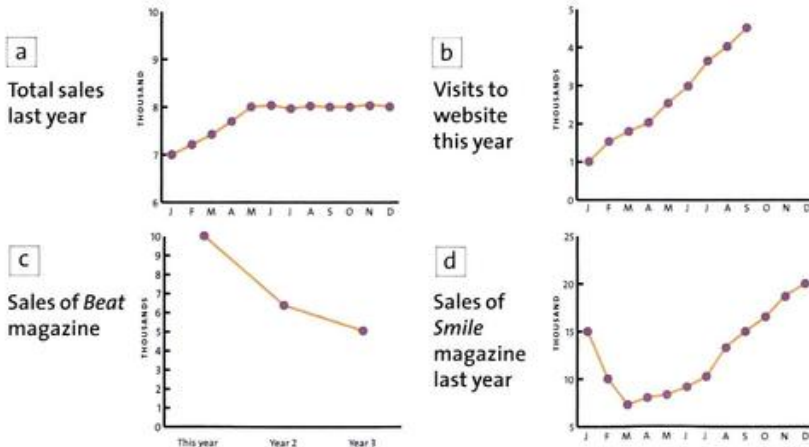 a
Total sales
last year
THOUSAND
10
9
8
7
6
J F M A M J J A S O N D
b
Visits to
website
this year
THOUSAND
5
4
3
2
1
0
J F M A M J J A S O N D
c
Sales of Beat
magazine
THOUSANDS
10
9
8
7
6
5
4
3
2
1
0
This year Year 2 Year 3
d
Sales of
Smile
magazine
last year
THOUSAND
25
20
15
10
5
J F M A M J J A S O N D